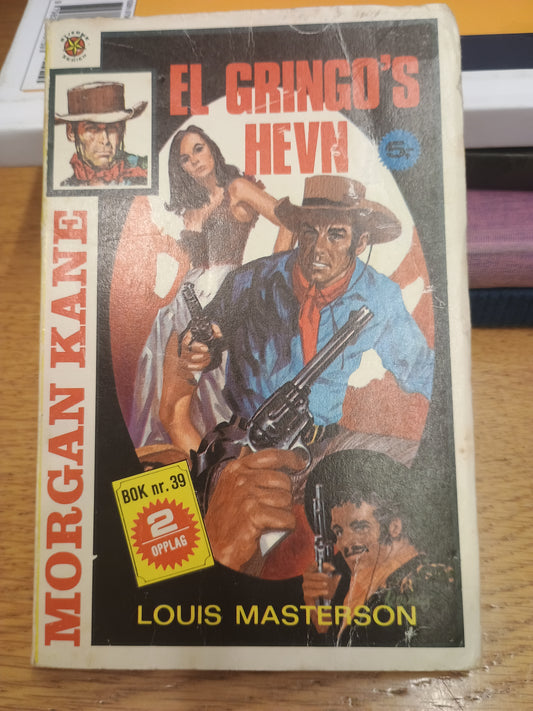 EL GRINGO'S
HEVN
5,-
MORGAN KANE
BOK nr. 39
2
OPPLAG
LOUIS MASTERSON